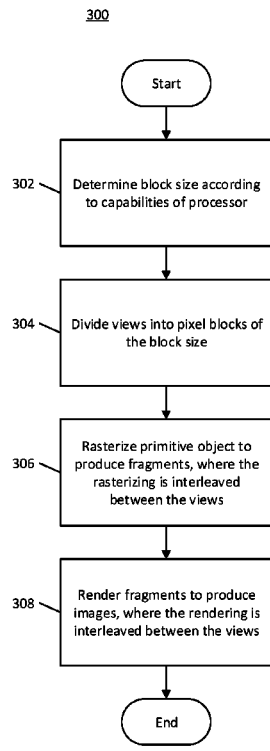 300
Start
302
Determine block size according
to capabilities of processor
304
Divide views into pixel blocks of
the block size
306
Rasterize primitive object to
produce fragments, where the
rasterizing is interleaved
between the views
308
Render fragments to produce
images, where the rendering is
interleaved between the views
End